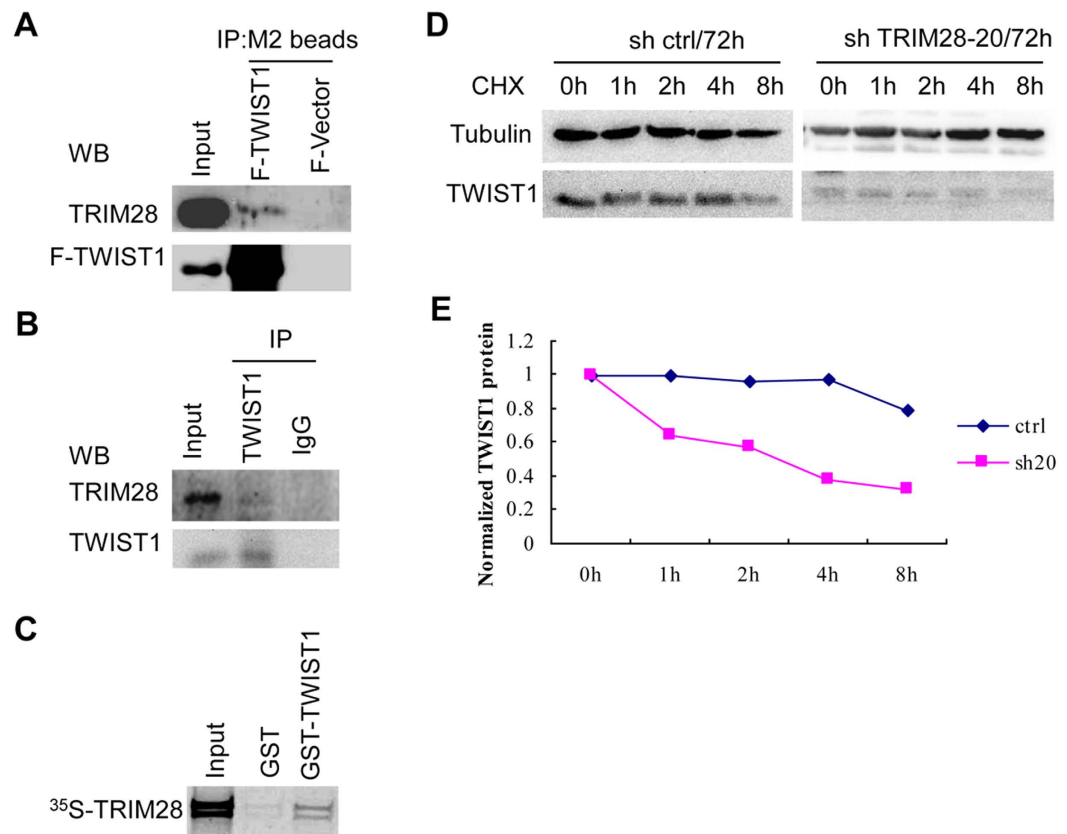 A
IP:M2 beads
WB
Input
F-TWIST1
F-Vector
TRIM28
F-TWIST1
B
IP
WB
Input
TWIST1
IgG
TRIM28
TWIST1
C
Input
GST
GST-TWIST1
³⁵S-TRIM28
D
sh ctrl/72h
sh TRIM28-20/72h
CHX 0h 1h 2h 4h 8h 0h 1h 2h 4h 8h
Tubulin
TWIST1
E
Normalized TWIST1 protein
1.2
1
0.8
0.6
0.4
0.2
0
0h 1h 2h 4h 8h
ctrl
sh20